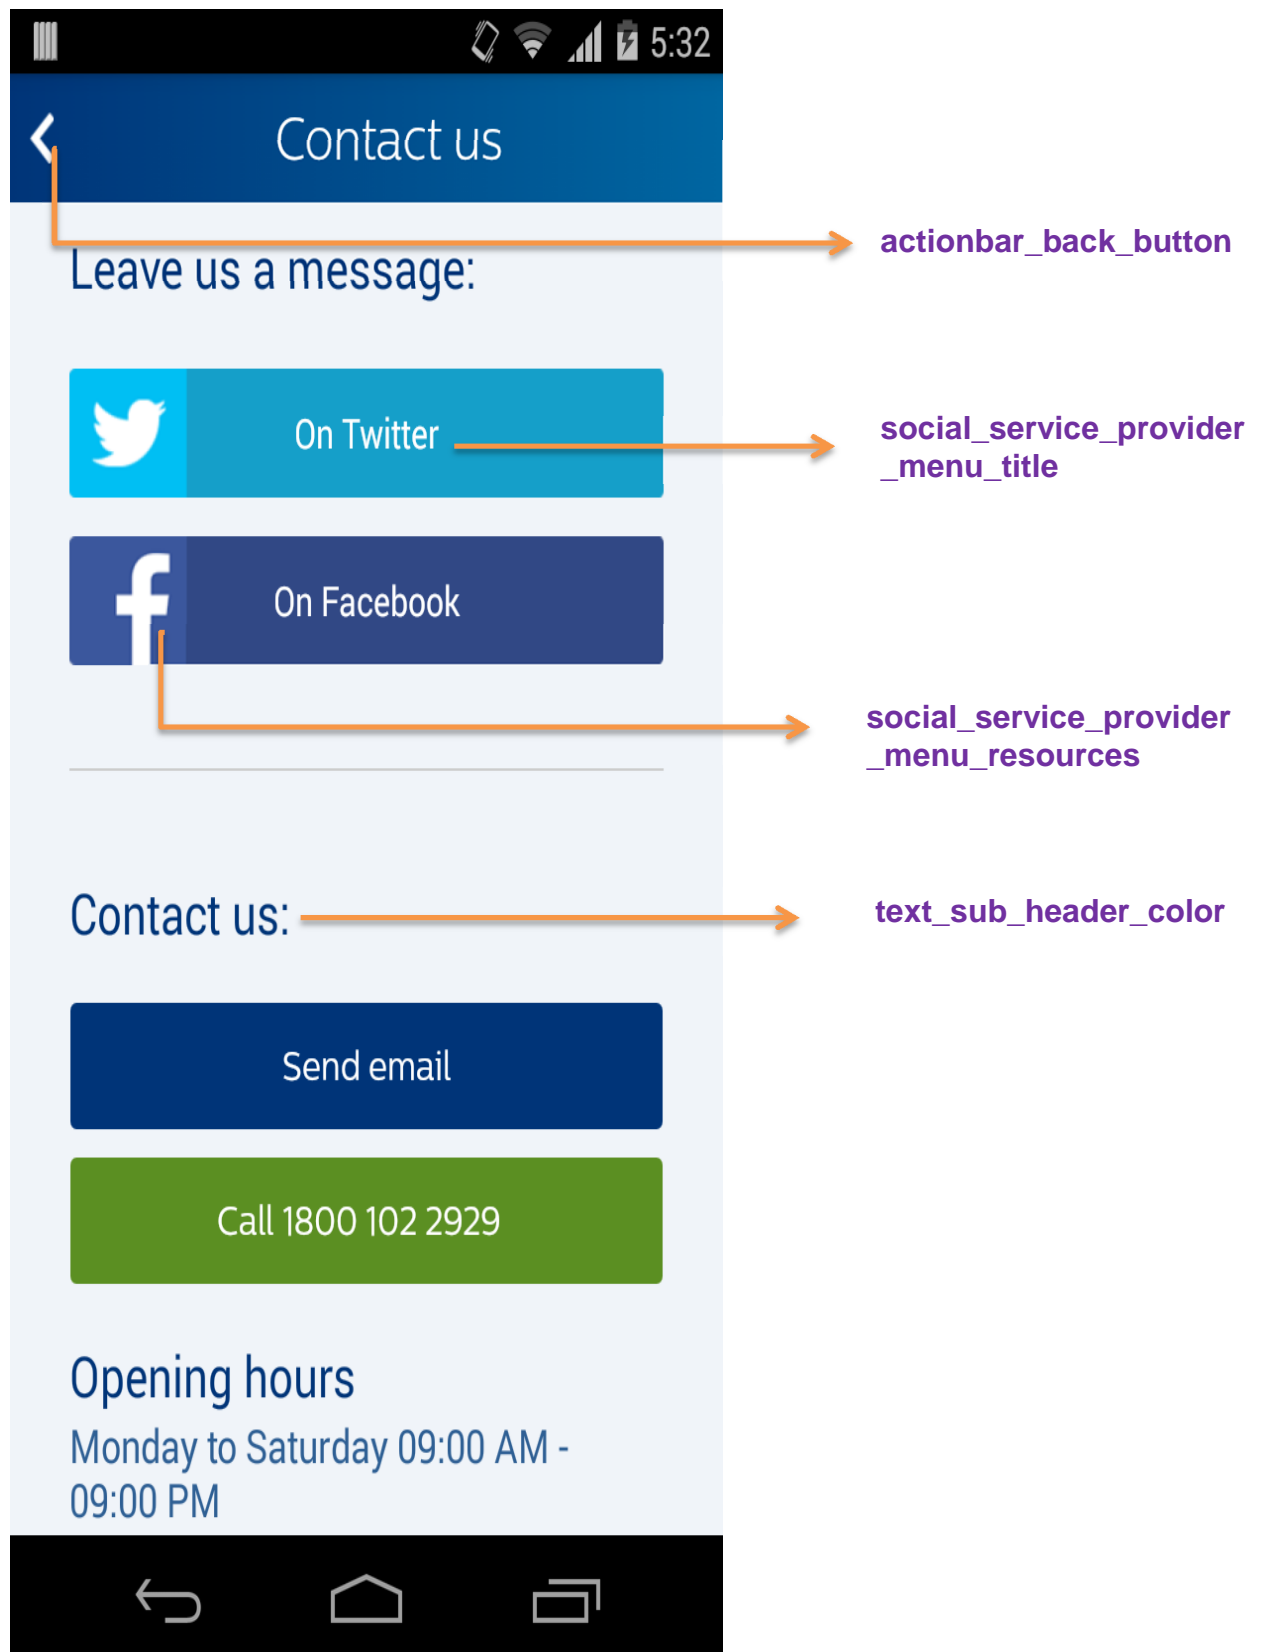 5:32
Contact us
actionbar_back_button
Leave us a message:
On Twitter
social_service_provider
_menu_title
On Facebook
social_service_provider
_menu_resources
Contact us:
text_sub_header_color
Send email
Call 1800 102 2929
Opening hours
Monday to Saturday 09:00 AM -
09:00 PM